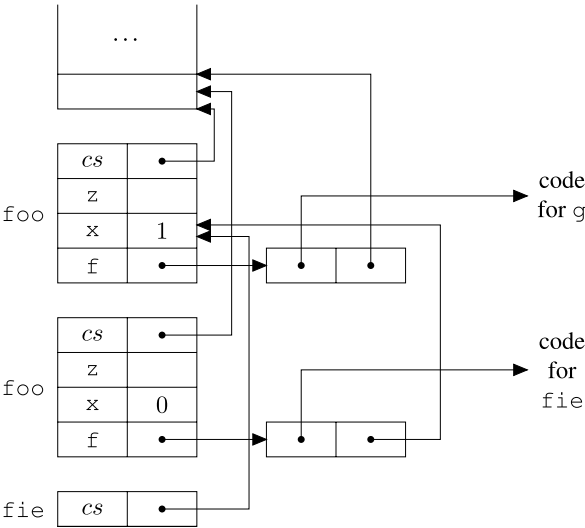 ...
cs
z
foo
x 1
f
code
for g
cs
z
foo
x 0
f
code
for
fie
fie cs